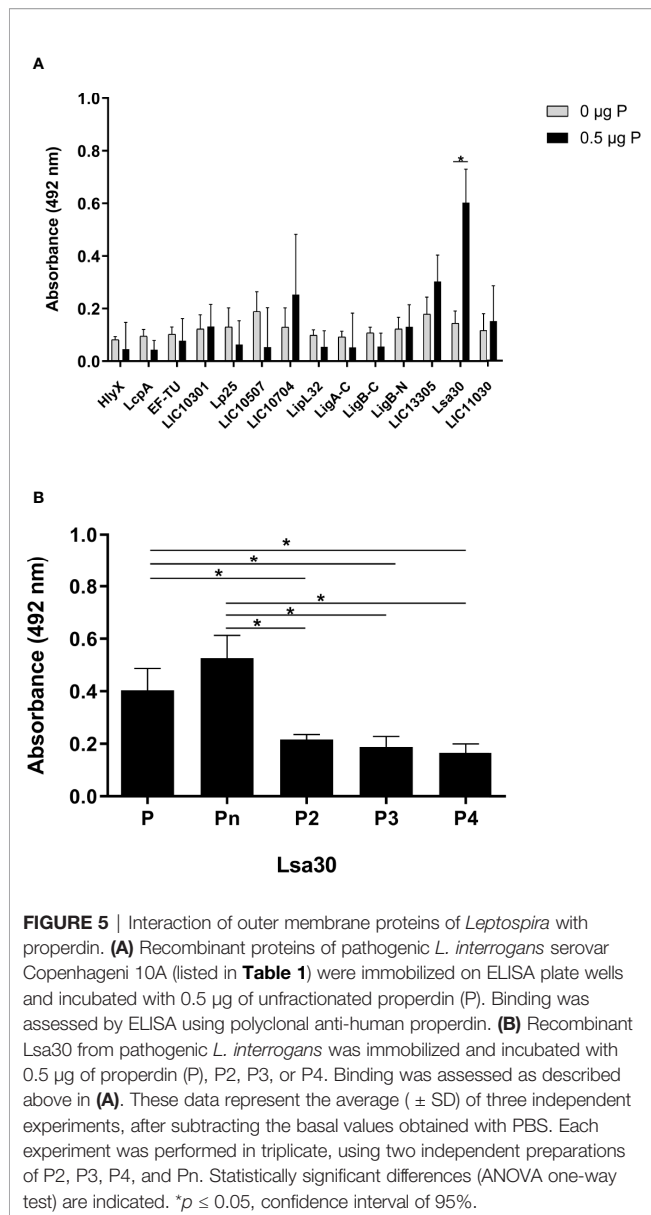 A
1.0
0.8
0.6
0.4
0.2
0.0
Absorbance (492 nm)
0 µg P
0.5 µg P
*
HlyX
LcpA
EF-TU
LIC10301
Lp25
LIC10507
LIC10704
LipL32
LigA-C
LigB-C
LigB-N
LIC13305
Lsa30
LIC11030
B
1.0
0.8
0.6
0.4
0.2
0.0
Absorbance (492 nm)
*
*
*
*
*
*
P Pn P2 P3 P4
Lsa30
FIGURE 5 | Interaction of outer membrane proteins of Leptospira with
properdin. (A) Recombinant proteins of pathogenic L. interrogans serovar
Copenhageni 10A (listed in Table 1) were immobilized on ELISA plate wells
and incubated with 0.5 µg of unfractionated properdin (P). Binding was
assessed by ELISA using polyclonal anti-human properdin. (B) Recombinant
Lsa30 from pathogenic L. interrogans was immobilized and incubated with
0.5 µg of properdin (P), P2, P3, or P4. Binding was assessed as described
above in (A). These data represent the average ( ± SD) of three independent
experiments, after subtracting the basal values obtained with PBS. Each
experiment was performed in triplicate, using two independent preparations
of P2, P3, P4, and Pn. Statistically significant differences (ANOVA one-way
test) are indicated. *p ≤ 0.05, confidence interval of 95%.